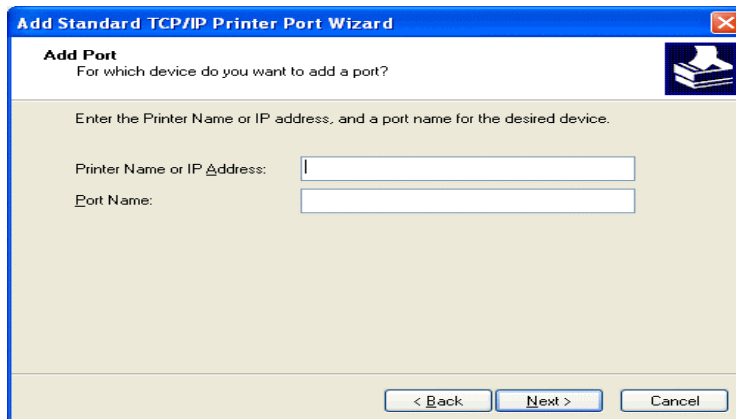 Add Standard TCP/IP Printer Port Wizard
Add Port
For which device do you want to add a port?
Enter the Printer Name or IP address, and a port name for the desired device.
Printer Name or IP Address:
Port Name:
< Back Next > Cancel